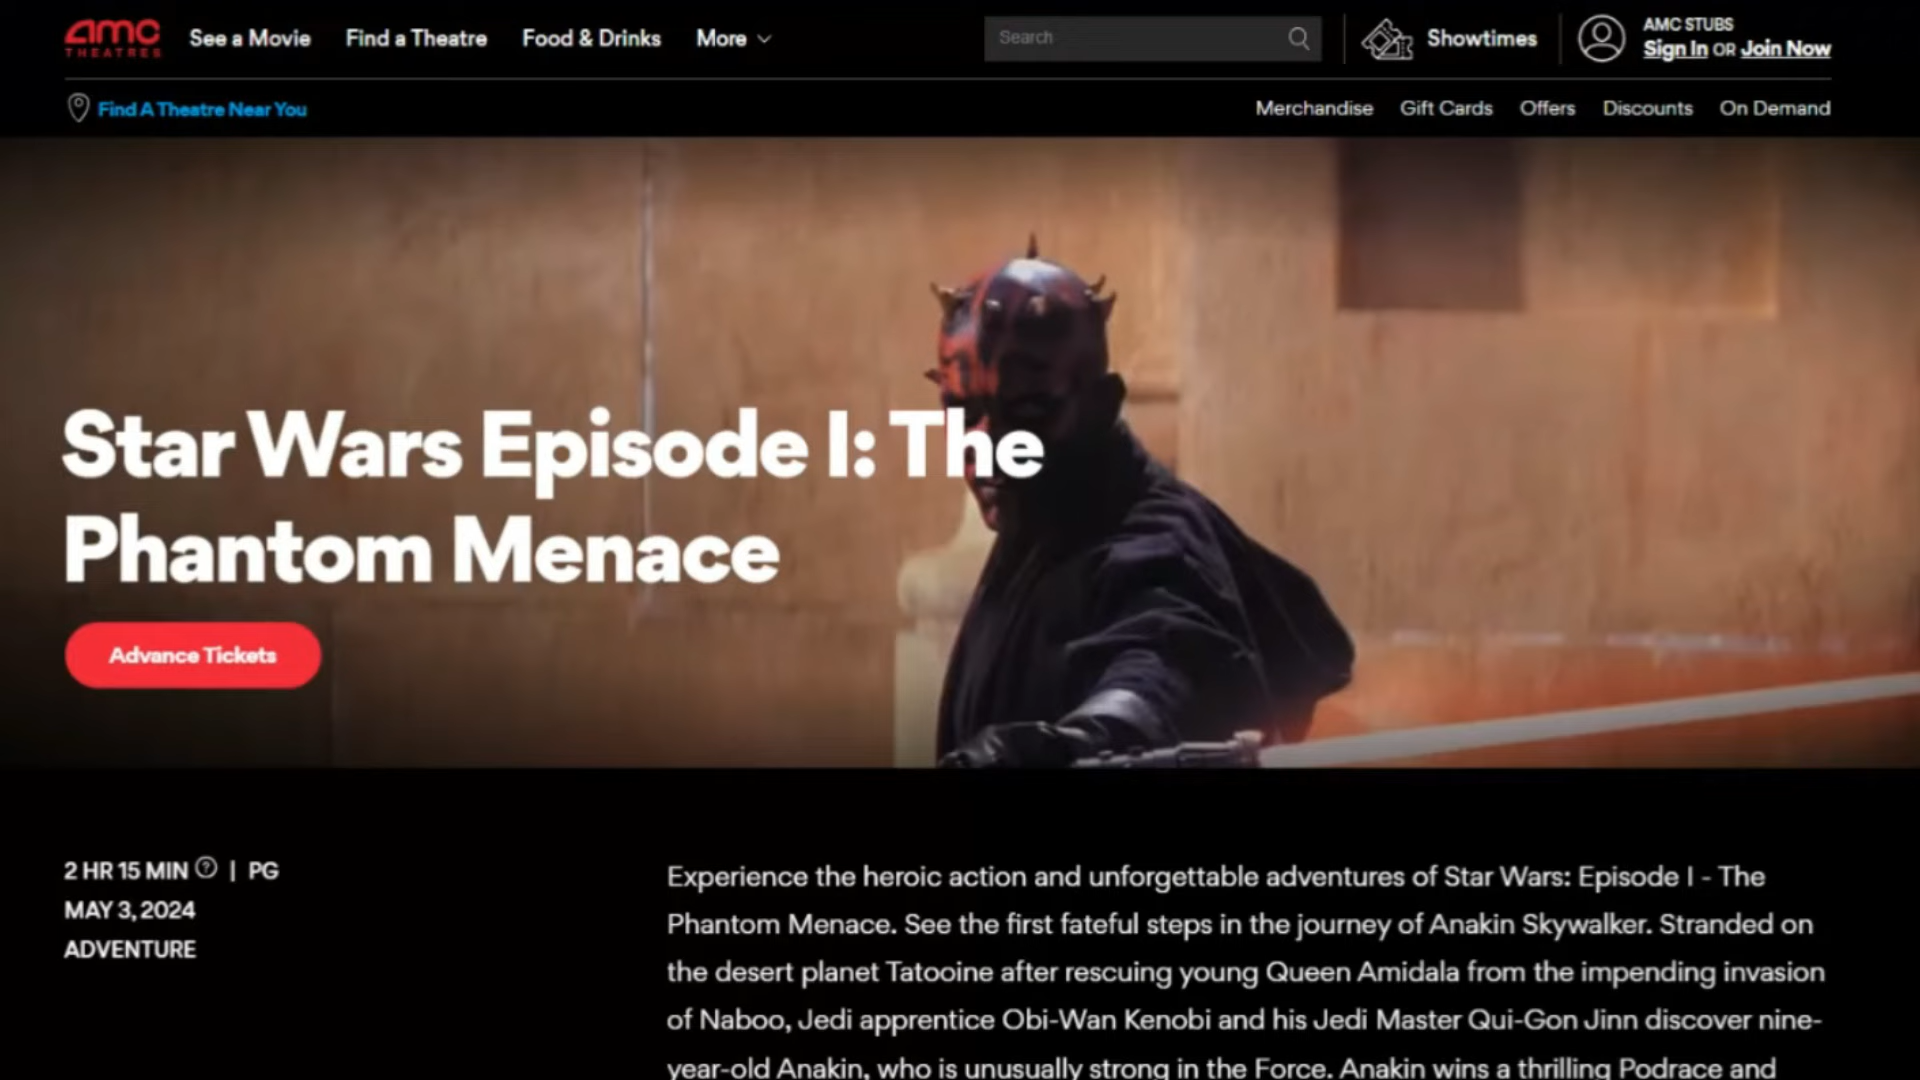 amc
THEATRES
See a Movie
Find a Theatre
Food & Drinks
More
Search
Showtimes
AMC STUBS
Sign In OR Join Now
Find A Theatre Near You
Merchandise
Gift Cards
Offers
Discounts
On Demand
Star Wars Episode I: The
Phantom Menace
Advance Tickets
2 HR 15 MIN ? | PG
MAY 3, 2024
ADVENTURE
Experience the heroic action and unforgettable adventures of Star Wars: Episode I - The
Phantom Menace. See the first fateful steps in the journey of Anakin Skywalker. Stranded on
the desert planet Tatooine after rescuing young Queen Amidala from the impending invasion
of Naboo, Jedi apprentice Obi-Wan Kenobi and his Jedi Master Qui-Gon Jinn discover nine-
year-old Anakin, who is unusually strong in the Force. Anakin wins a thrilling Podrace and